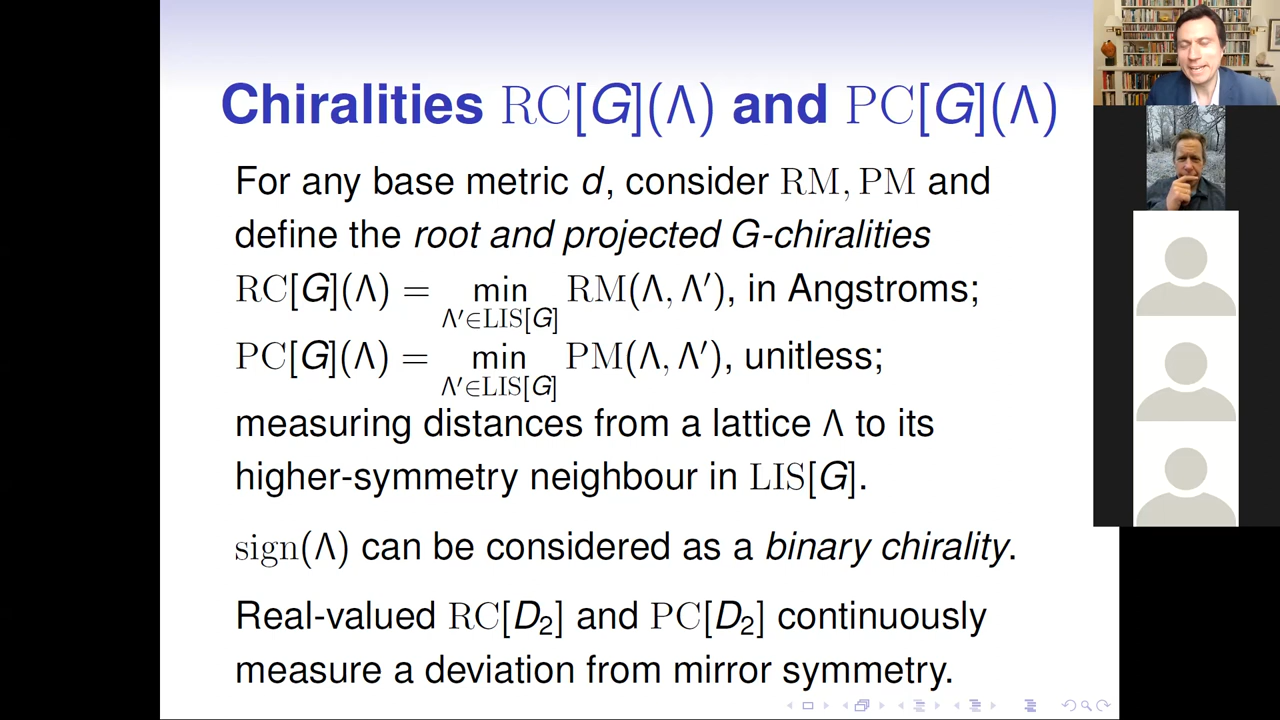 Chiralities RC[G](Λ) and PC[G](Λ)
For any base metric d, consider RM, PM and
define the root and projected G-chiralities
RC[G](Λ) = min RM(Λ, Λ′), in Angstroms;
Λ′∈LIS[G]
PC[G](Λ) = min PM(Λ, Λ′), unitless;
Λ′∈LIS[G]
measuring distances from a lattice Λ to its
higher-symmetry neighbour in LIS[G].
sign(Λ) can be considered as a binary chirality.
Real-valued RC[D₂] and PC[D₂] continuously
measure a deviation from mirror symmetry.